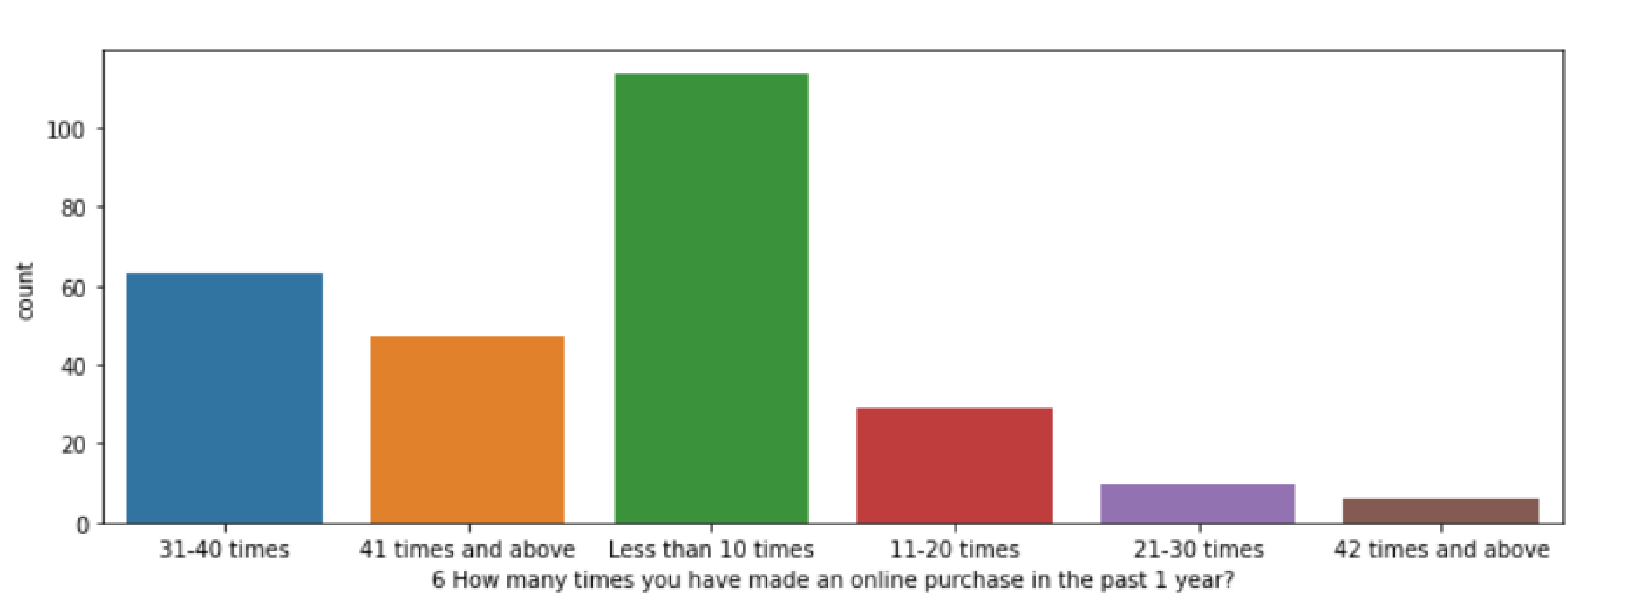 100
80
60
40
20
0
count
31-40 times 41 times and above Less than 10 times 11-20 times 21-30 times 42 times and above
6 How many times you have made an online purchase in the past 1 year?